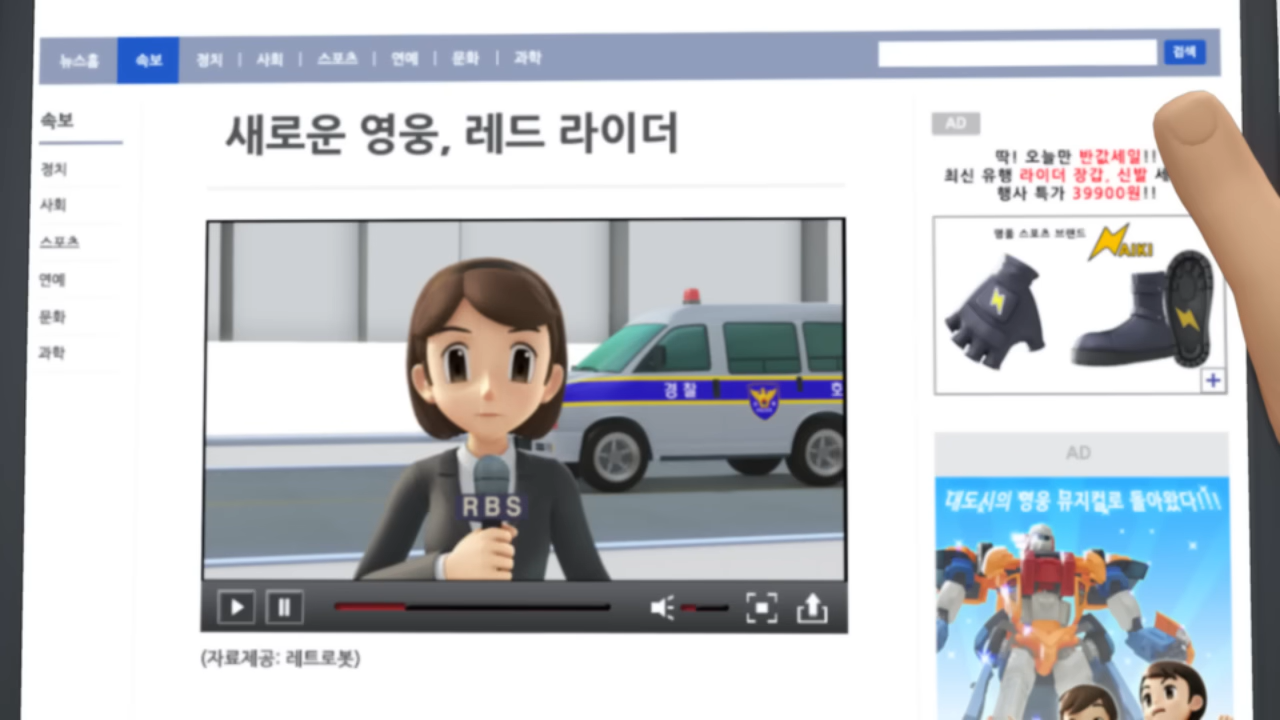 뉴스홈 속보 정치 | 사회 | 스포츠 | 연예 | 문화 | 과학 검색
속보
정치
사회
스포츠
연예
문화
과학
새로운 영웅, 레드 라이더
경찰
호
RBS
(자료제공: 레트로봇)
AD
딱! 오늘만 반값세일!!
최신 유행 라이더 장갑, 신발 세
행사 특가 39900원!!
명품 스포츠 브랜드 NAIKI
AD
대도시의 영웅 뮤지컬로 돌아왔다!!!